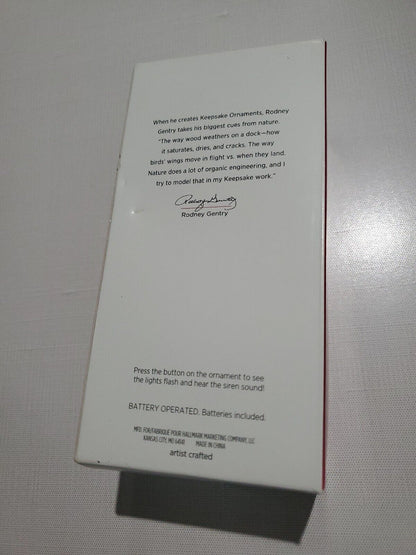 When he creates Keepsake Ornaments, Rodney
Gentry takes his biggest cues from nature.
"The way wood weathers on a dock—how
it saturates, dries, and cracks. The way
birds' wings move in flight vs. when they land.
Nature does a lot of organic engineering, and I
try to model that in my Keepsake work."
Rodney Gentry
Rodney Gentry
Press the button on the ornament to see
the lights flash and hear the siren sound!
BATTERY OPERATED. Batteries included.
MFD. FOR/FABRIQUÉ POUR HALLMARK MARKETING COMPANY, LLC
KANSAS CITY, MO 64141 MADE IN CHINA
artist crafted